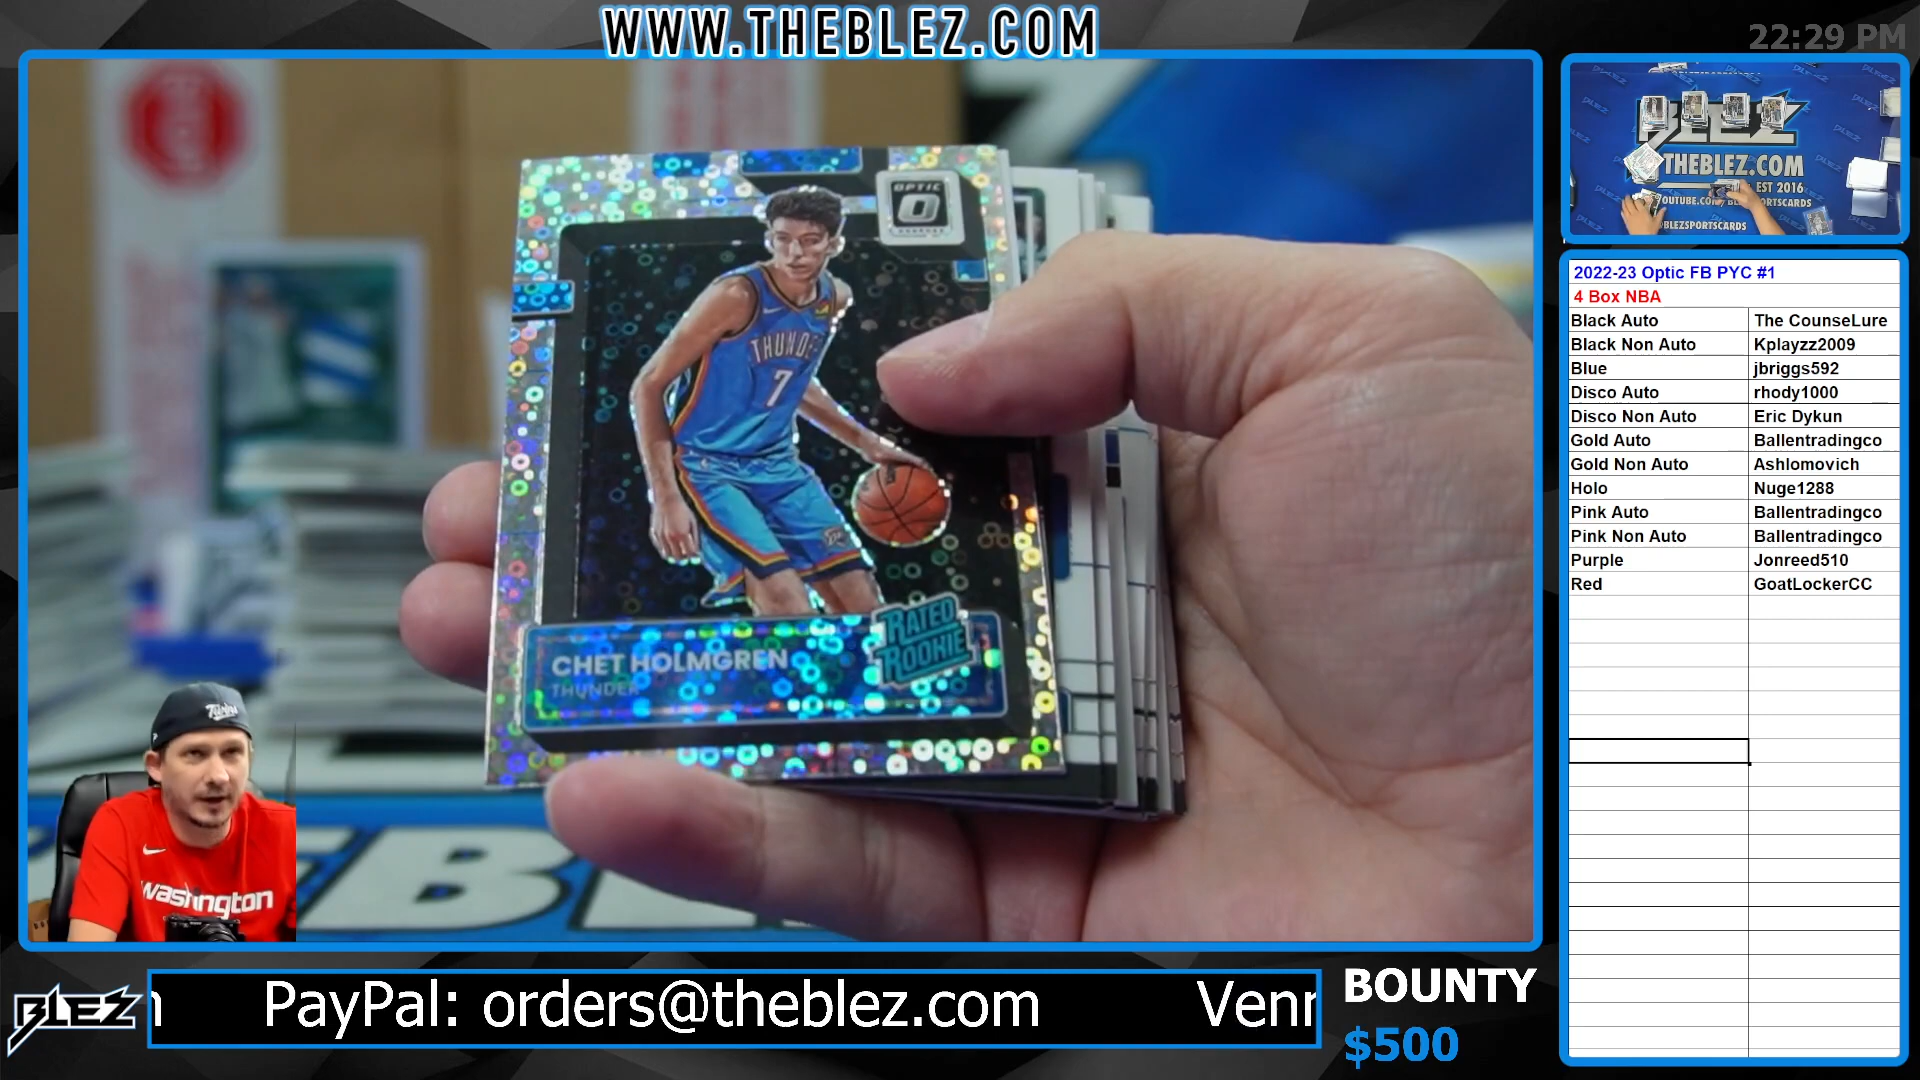 WWW.THEBLEZ.COM
22:29 PM
OPTIC
THUNDER
7
CHET HOLMGREN
THUNDER
RATED
ROOKIE
Twins
washington
BLEZ
THEBLEZ.COM
EST 2016
2022-23 Optic FB PYC #1
4 Box NBA
Black Auto The CounseLure
Black Non Auto Kplayzz2009
Blue jbriggs592
Disco Auto rhody1000
Disco Non Auto Eric Dykun
Gold Auto Ballentradingco
Gold Non Auto Ashlomovich
Holo Nuge1288
Pink Auto Ballentradingco
Pink Non Auto Ballentradingco
Purple Jonreed510
Red GoatLockerCC
BLEZ
PayPal: orders@theblez.com
BOUNTY
$500